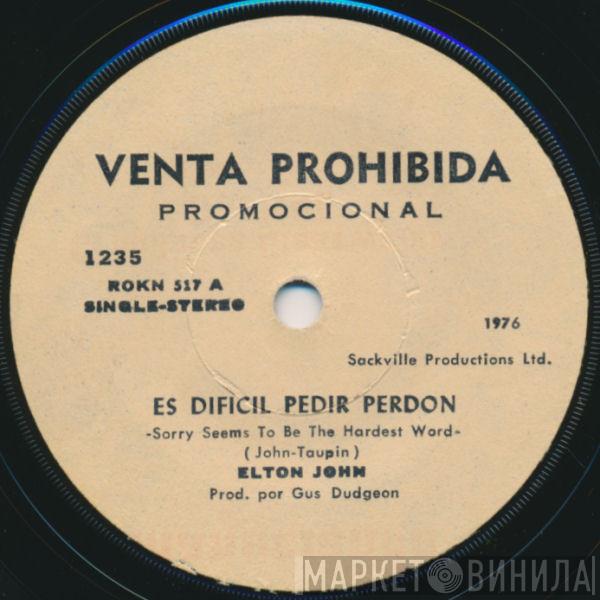 VENTA PROHIBIDA
PROMOCIONAL
1235
ROKN 517 A
SINGLE-STEREO
1976
Sackville Productions Ltd.
ES DIFICIL PEDIR PERDON
-Sorry Seems To Be The Hardest Word-
(John-Taupin)
ELTON JOHN
Prod. por Gus Dudgeon
МАРКЕТ ВИНИЛА